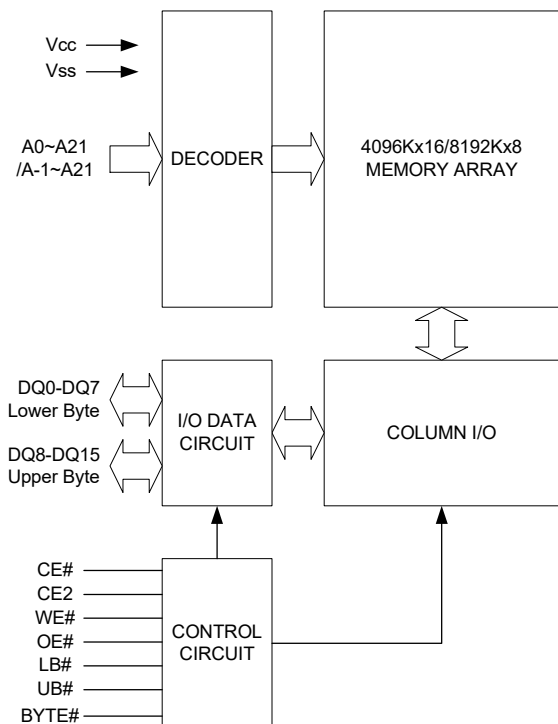 Vcc
Vss
A0~A21
/A-1~A21
DECODER
4096Kx16/8192Kx8
MEMORY ARRAY
DQ0-DQ7
Lower Byte
DQ8-DQ15
Upper Byte
I/O DATA
CIRCUIT
COLUMN I/O
CE#
CE2
WE#
OE#
LB#
UB#
BYTE#
CONTROL
CIRCUIT